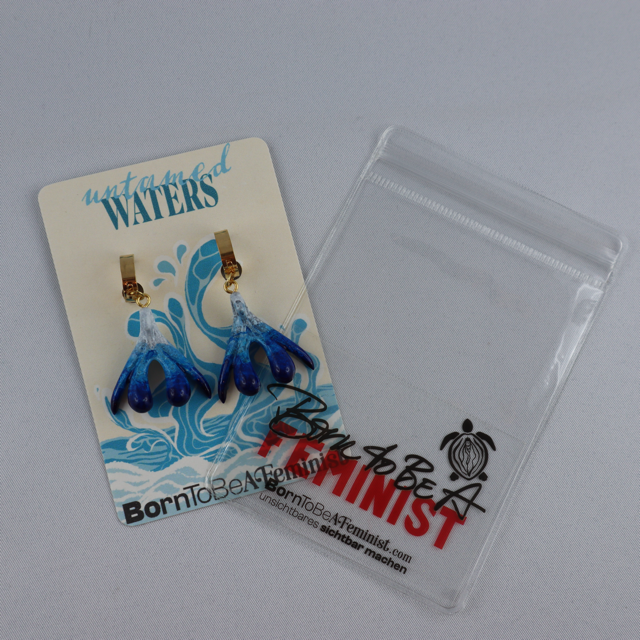 untamed
WATERS
BornToBeAFeminist
Born to Be A
FEMINIST
BornToBeAFeminist.com
unsichtbares sichtbar machen